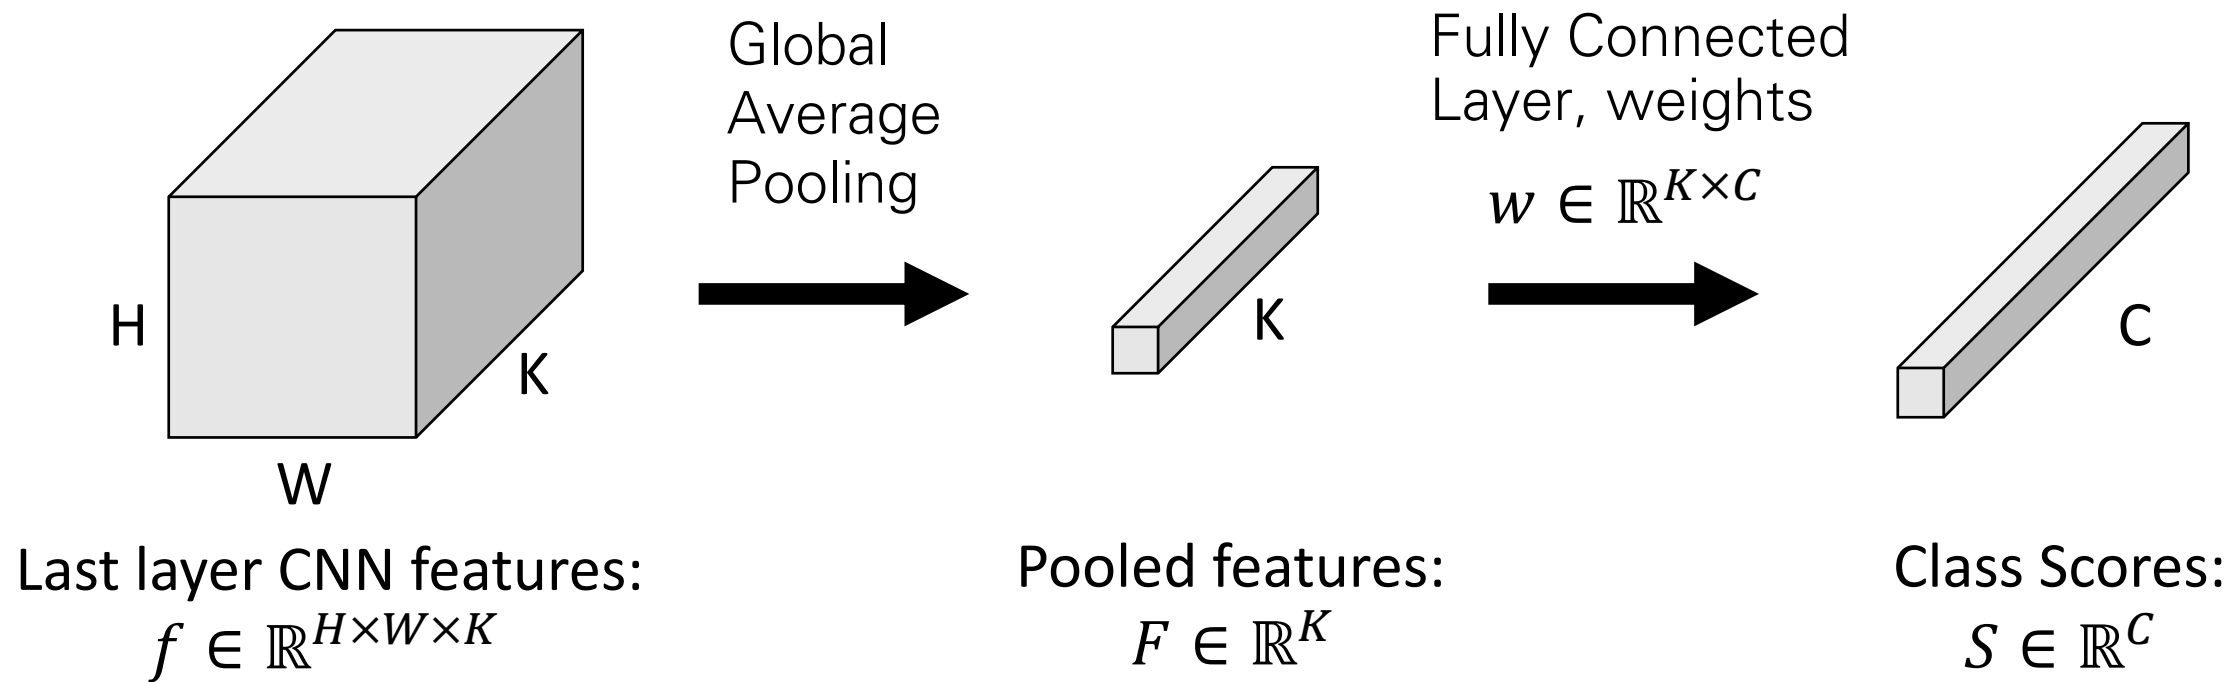 Global
Average
Pooling
Fully Connected
Layer, weights
w ∈ ℝ^{K×C}
H
K
W
K
C
Last layer CNN features:
f ∈ ℝ^{H×W×K}
Pooled features:
F ∈ ℝ^K
Class Scores:
S ∈ ℝ^C